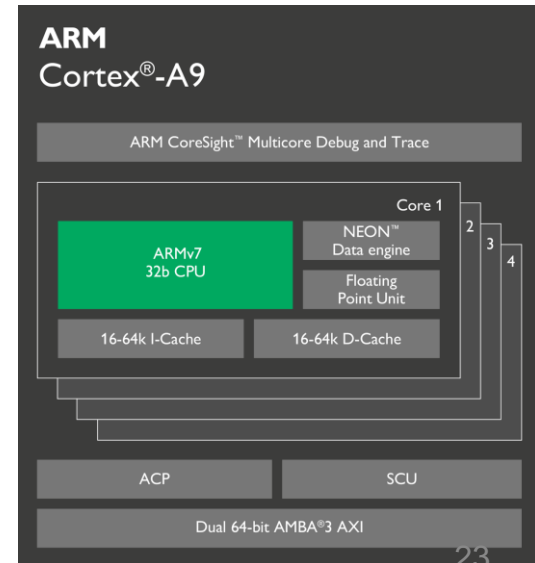 ARM
Cortex®-A9
ARM CoreSight™ Multicore Debug and Trace
Core 1
2
3
4
ARMv7
32b CPU
NEON™
Data engine
Floating
Point Unit
16-64k I-Cache
16-64k D-Cache
ACP
SCU
Dual 64-bit AMBA®3 AXI
23